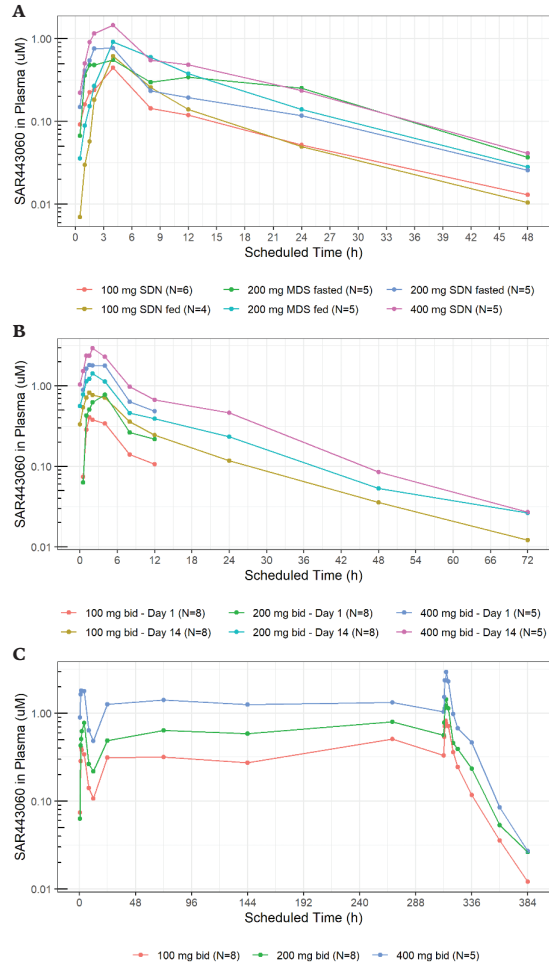 A
SAR443060 in Plasma (uM)
1.00
0.10
0.01
0 3 6 9 12 15 18 21 24 27 30 33 36 39 42 45 48
Scheduled Time (h)
100 mg SDN (N=6) 200 mg MDS fasted (N=5) 200 mg SDN fasted (N=5)
100 mg SDN fed (N=4) 200 mg MDS fed (N=5) 400 mg SDN (N=5)
B
SAR443060 in Plasma (uM)
1.00
0.10
0.01
0 6 12 18 24 30 36 42 48 54 60 66 72
Scheduled Time (h)
100 mg bid - Day 1 (N=8) 200 mg bid - Day 1 (N=8) 400 mg bid - Day 1 (N=5)
100 mg bid - Day 14 (N=8) 200 mg bid - Day 14 (N=8) 400 mg bid - Day 14 (N=5)
C
SAR443060 in Plasma (uM)
1.00
0.10
0.01
0 48 96 144 192 240 288 336 384
Scheduled Time (h)
100 mg bid (N=8) 200 mg bid (N=8) 400 mg bid (N=5)